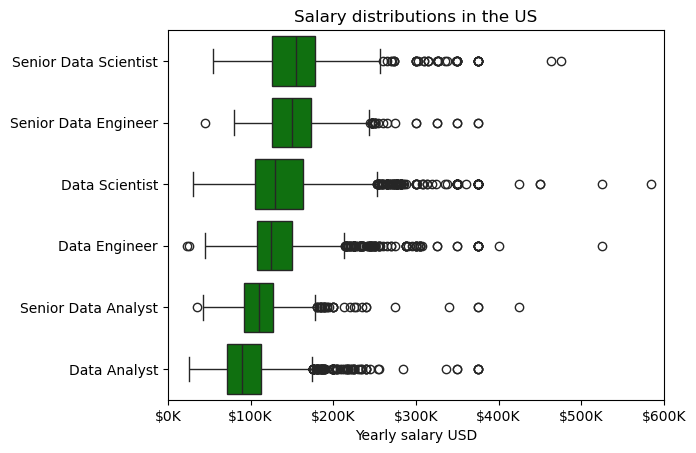 Salary distributions in the US
Senior Data Scientist
Senior Data Engineer
Data Scientist
Data Engineer
Senior Data Analyst
Data Analyst
$0K $100K $200K $300K $400K $500K $600K
Yearly salary USD